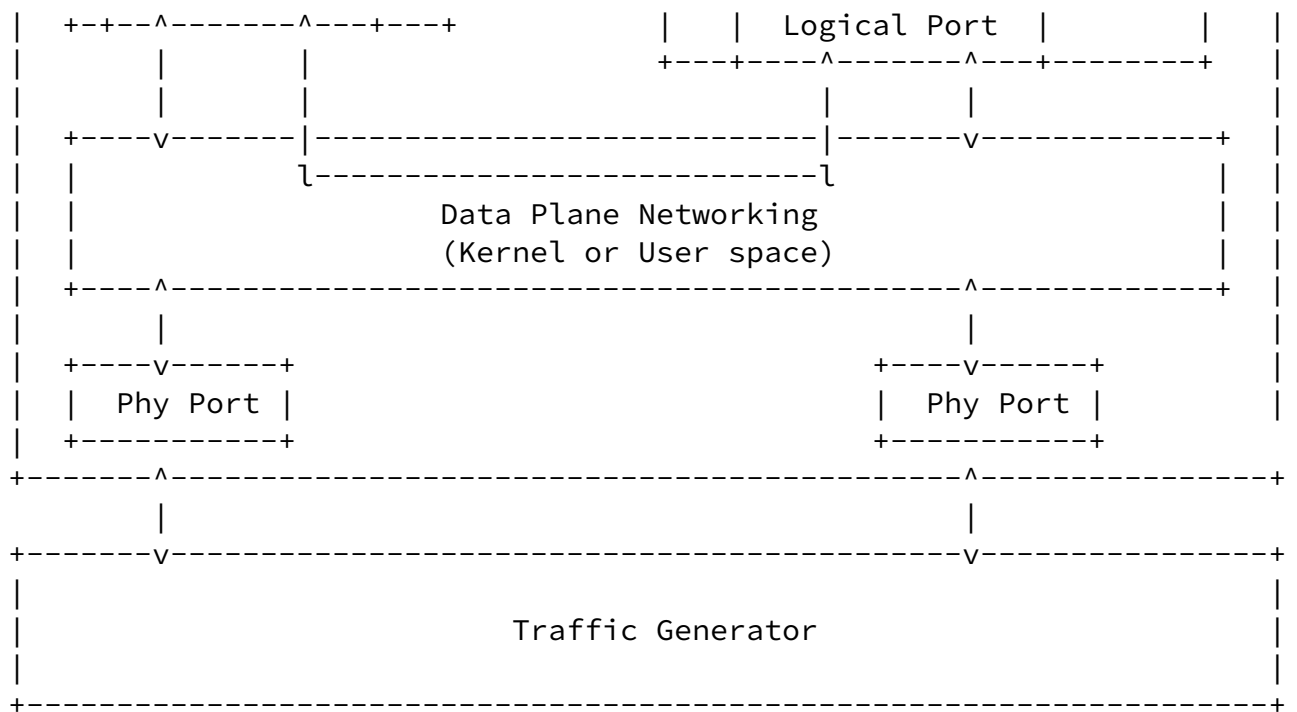 Logical Port
Data Plane Networking
(Kernel or User space)
Phy Port Phy Port
Traffic Generator